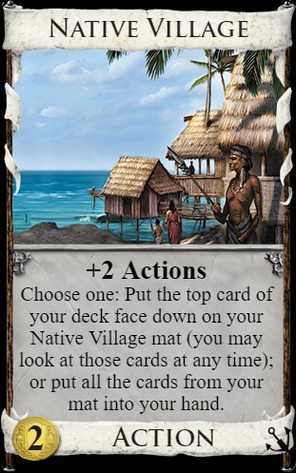 NATIVE VILLAGE
+2 Actions
Choose one: Put the top card of
your deck face down on your
Native Village mat (you may
look at those cards at any time);
or put all the cards from your
mat into your hand.
2 ACTION